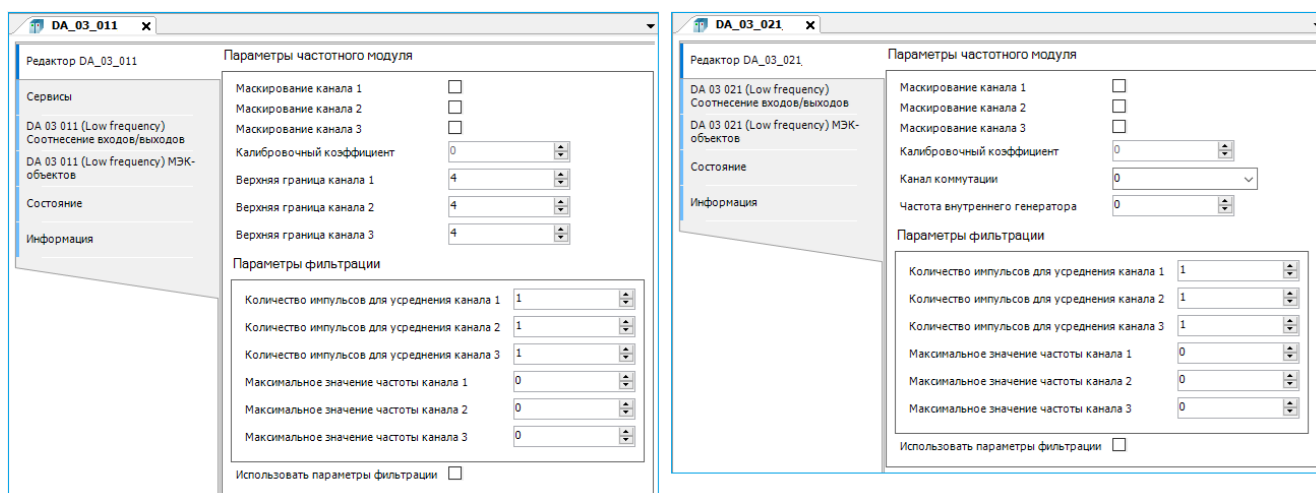 DA_03_011 x
Редактор DA_03_011
Сервисы
DA 03 011 (Low frequency)
Соотнесение входов/выходов
DA 03 011 (Low frequency) МЭК-
объектов
Состояние
Информация
Параметры частотного модуля
Маскирование канала 1
Маскирование канала 2
Маскирование канала 3
Калибровочный коэффициент 0
Верхняя граница канала 1 4
Верхняя граница канала 2 4
Верхняя граница канала 3 4
Параметры фильтрации
Количество импульсов для усреднения канала 1 1
Количество импульсов для усреднения канала 2 1
Количество импульсов для усреднения канала 3 1
Максимальное значение частоты канала 1 0
Максимальное значение частоты канала 2 0
Максимальное значение частоты канала 3 0
Использовать параметры фильтрации
DA_03_021 x
Редактор DA_03_021
DA 03 021 (Low frequency)
Соотнесение входов/выходов
DA 03 021 (Low frequency) МЭК-
объектов
Состояние
Информация
Параметры частотного модуля
Маскирование канала 1
Маскирование канала 2
Маскирование канала 3
Калибровочный коэффициент 0
Канал коммутации 0
Частота внутреннего генератора 0
Параметры фильтрации
Количество импульсов для усреднения канала 1 1
Количество импульсов для усреднения канала 2 1
Количество импульсов для усреднения канала 3 1
Максимальное значение частоты канала 1 0
Максимальное значение частоты канала 2 0
Максимальное значение частоты канала 3 0
Использовать параметры фильтрации